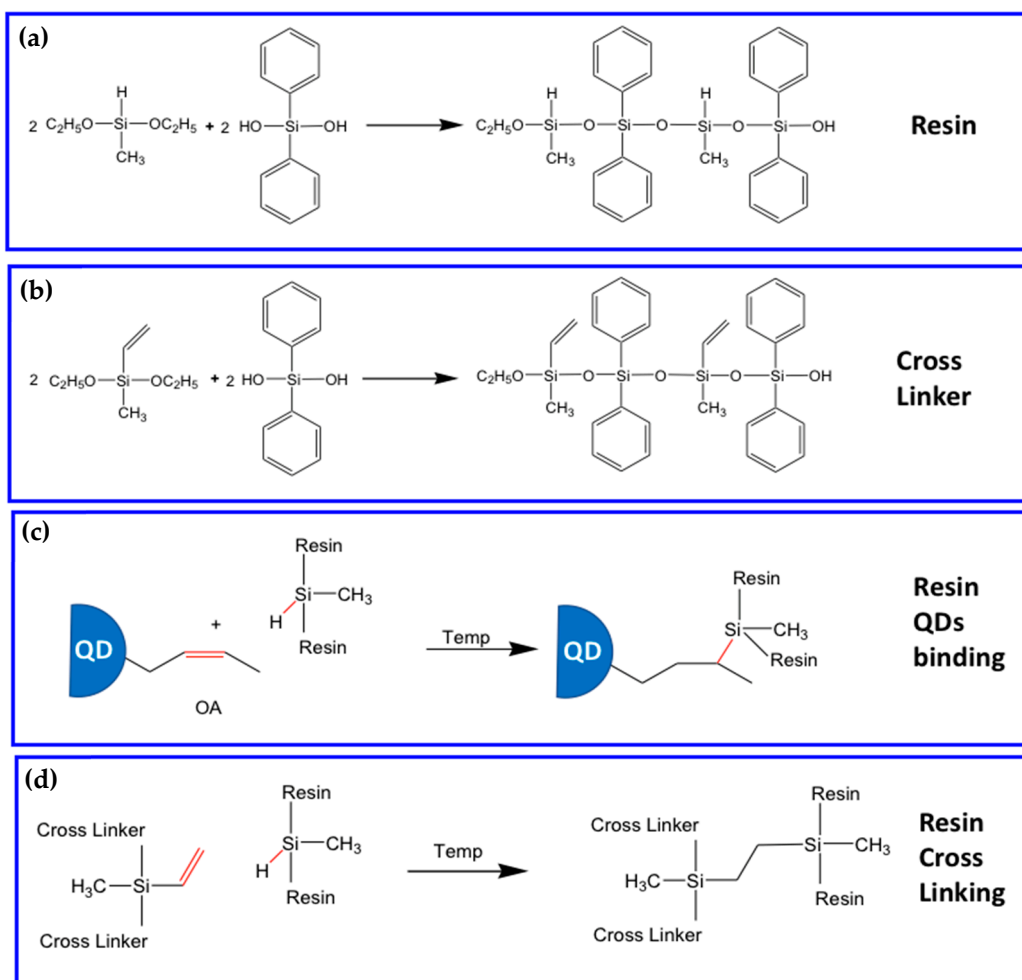 (a)
H
2 C₂H₅O—Si—OC₂H₅ + 2 HO—Si—OH
CH₃
H H
C₂H₅O—Si—O—Si—O—Si—O—Si—OH
CH₃ CH₃
Resin
(b)
2 C₂H₅O—Si—OC₂H₅ + 2 HO—Si—OH
CH₃
C₂H₅O—Si—O—Si—O—Si—O—Si—OH
CH₃ CH₃
Cross
Linker
(c)
QD
OA
+
Resin
Si—CH₃
H
Resin
Temp
QD
Resin
Si—CH₃
Resin
Resin
QDs
binding
(d)
Cross Linker
H₃C—Si
Cross Linker
Resin
Si—CH₃
H
Resin
Temp
Cross Linker
H₃C—Si
Cross Linker
Resin
Si—CH₃
Resin
Resin
Cross
Linking